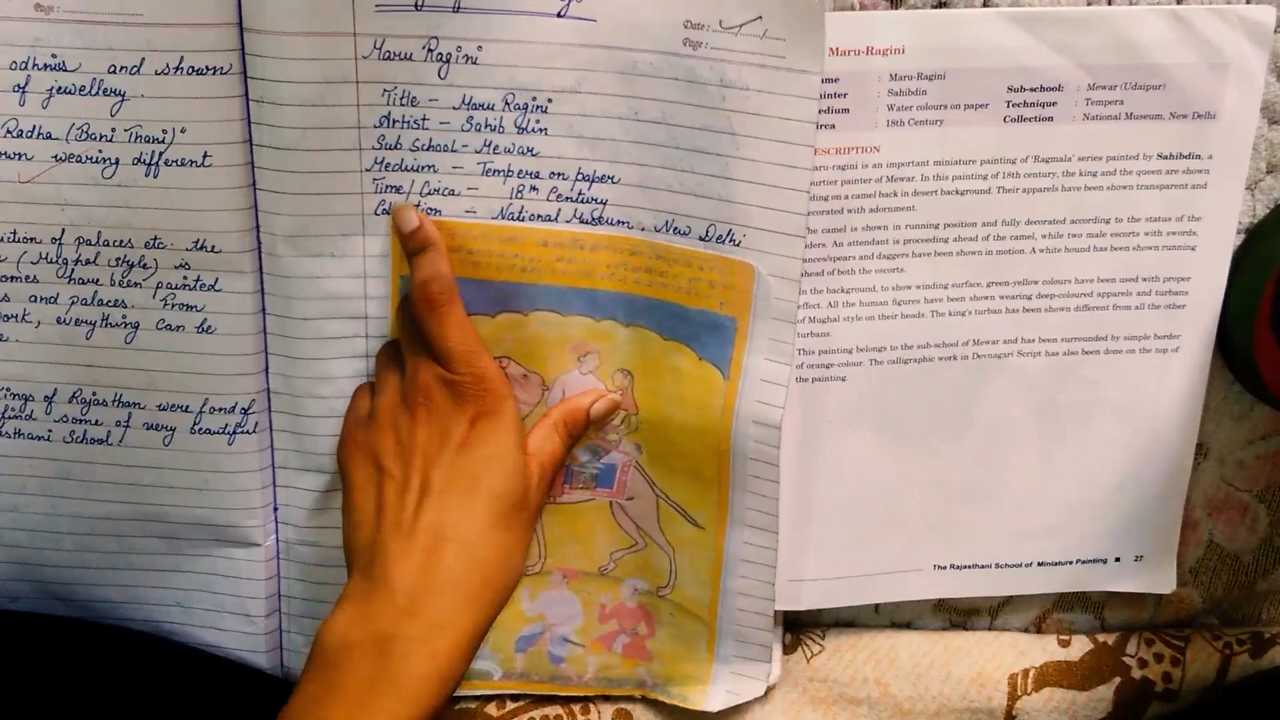 Page :
odhnies and shown
of jewellery.
Radha (Bani Thani)"
wn wearing different
ction of palaces etc. the
(Mughal Style) is
omes have been painted
s and palaces. From
ork, everything can be
e.
ings of Rajasthan were fond of
find some of very beautiful
asthani School.
Date :
Page :
Maru Ragini
Title - Maru Ragini
Artist - Sahib din
Sub School - Mewar
Medium - Tempera on paper
Time / Circa - 18th Century
Collection - National Museum, New Delhi
Maru-Ragini
ame : Maru-Ragini
ainter : Sahibdin
edium : Water colours on paper
irca : 18th Century
Sub-school: : Mewar (Udaipur)
Technique : Tempera
Collection : National Museum, New Delhi
ESCRIPTION
aru-ragini is an important miniature painting of 'Ragmala' series painted by Sahibdin, a
urtier painter of Mewar. In this painting of 18th century, the king and the queen are shown
ding on a camel back in desert background. Their apparels have been shown transparent and
ecorated with adornment.
he camel is shown in running position and fully decorated according to the status of the
iders. An attendant is proceeding ahead of the camel, while two male escorts with swords,
ances/spears and daggers have been shown in motion. A white hound has been shown running
ahead of both the escorts.
In the background, to show winding surface, green-yellow colours have been used with proper
effect. All the human figures have been shown wearing deep-coloured apparels and turbans
of Mughal style on their heads. The king's turban has been shown different from all the other
turbans.
This painting belongs to the sub-school of Mewar and has been surrounded by simple border
of orange-colour. The calligraphic work in Devnagari Script has also been done on the top of
the painting.
The Rajasthani School of Miniature Painting ■ 27